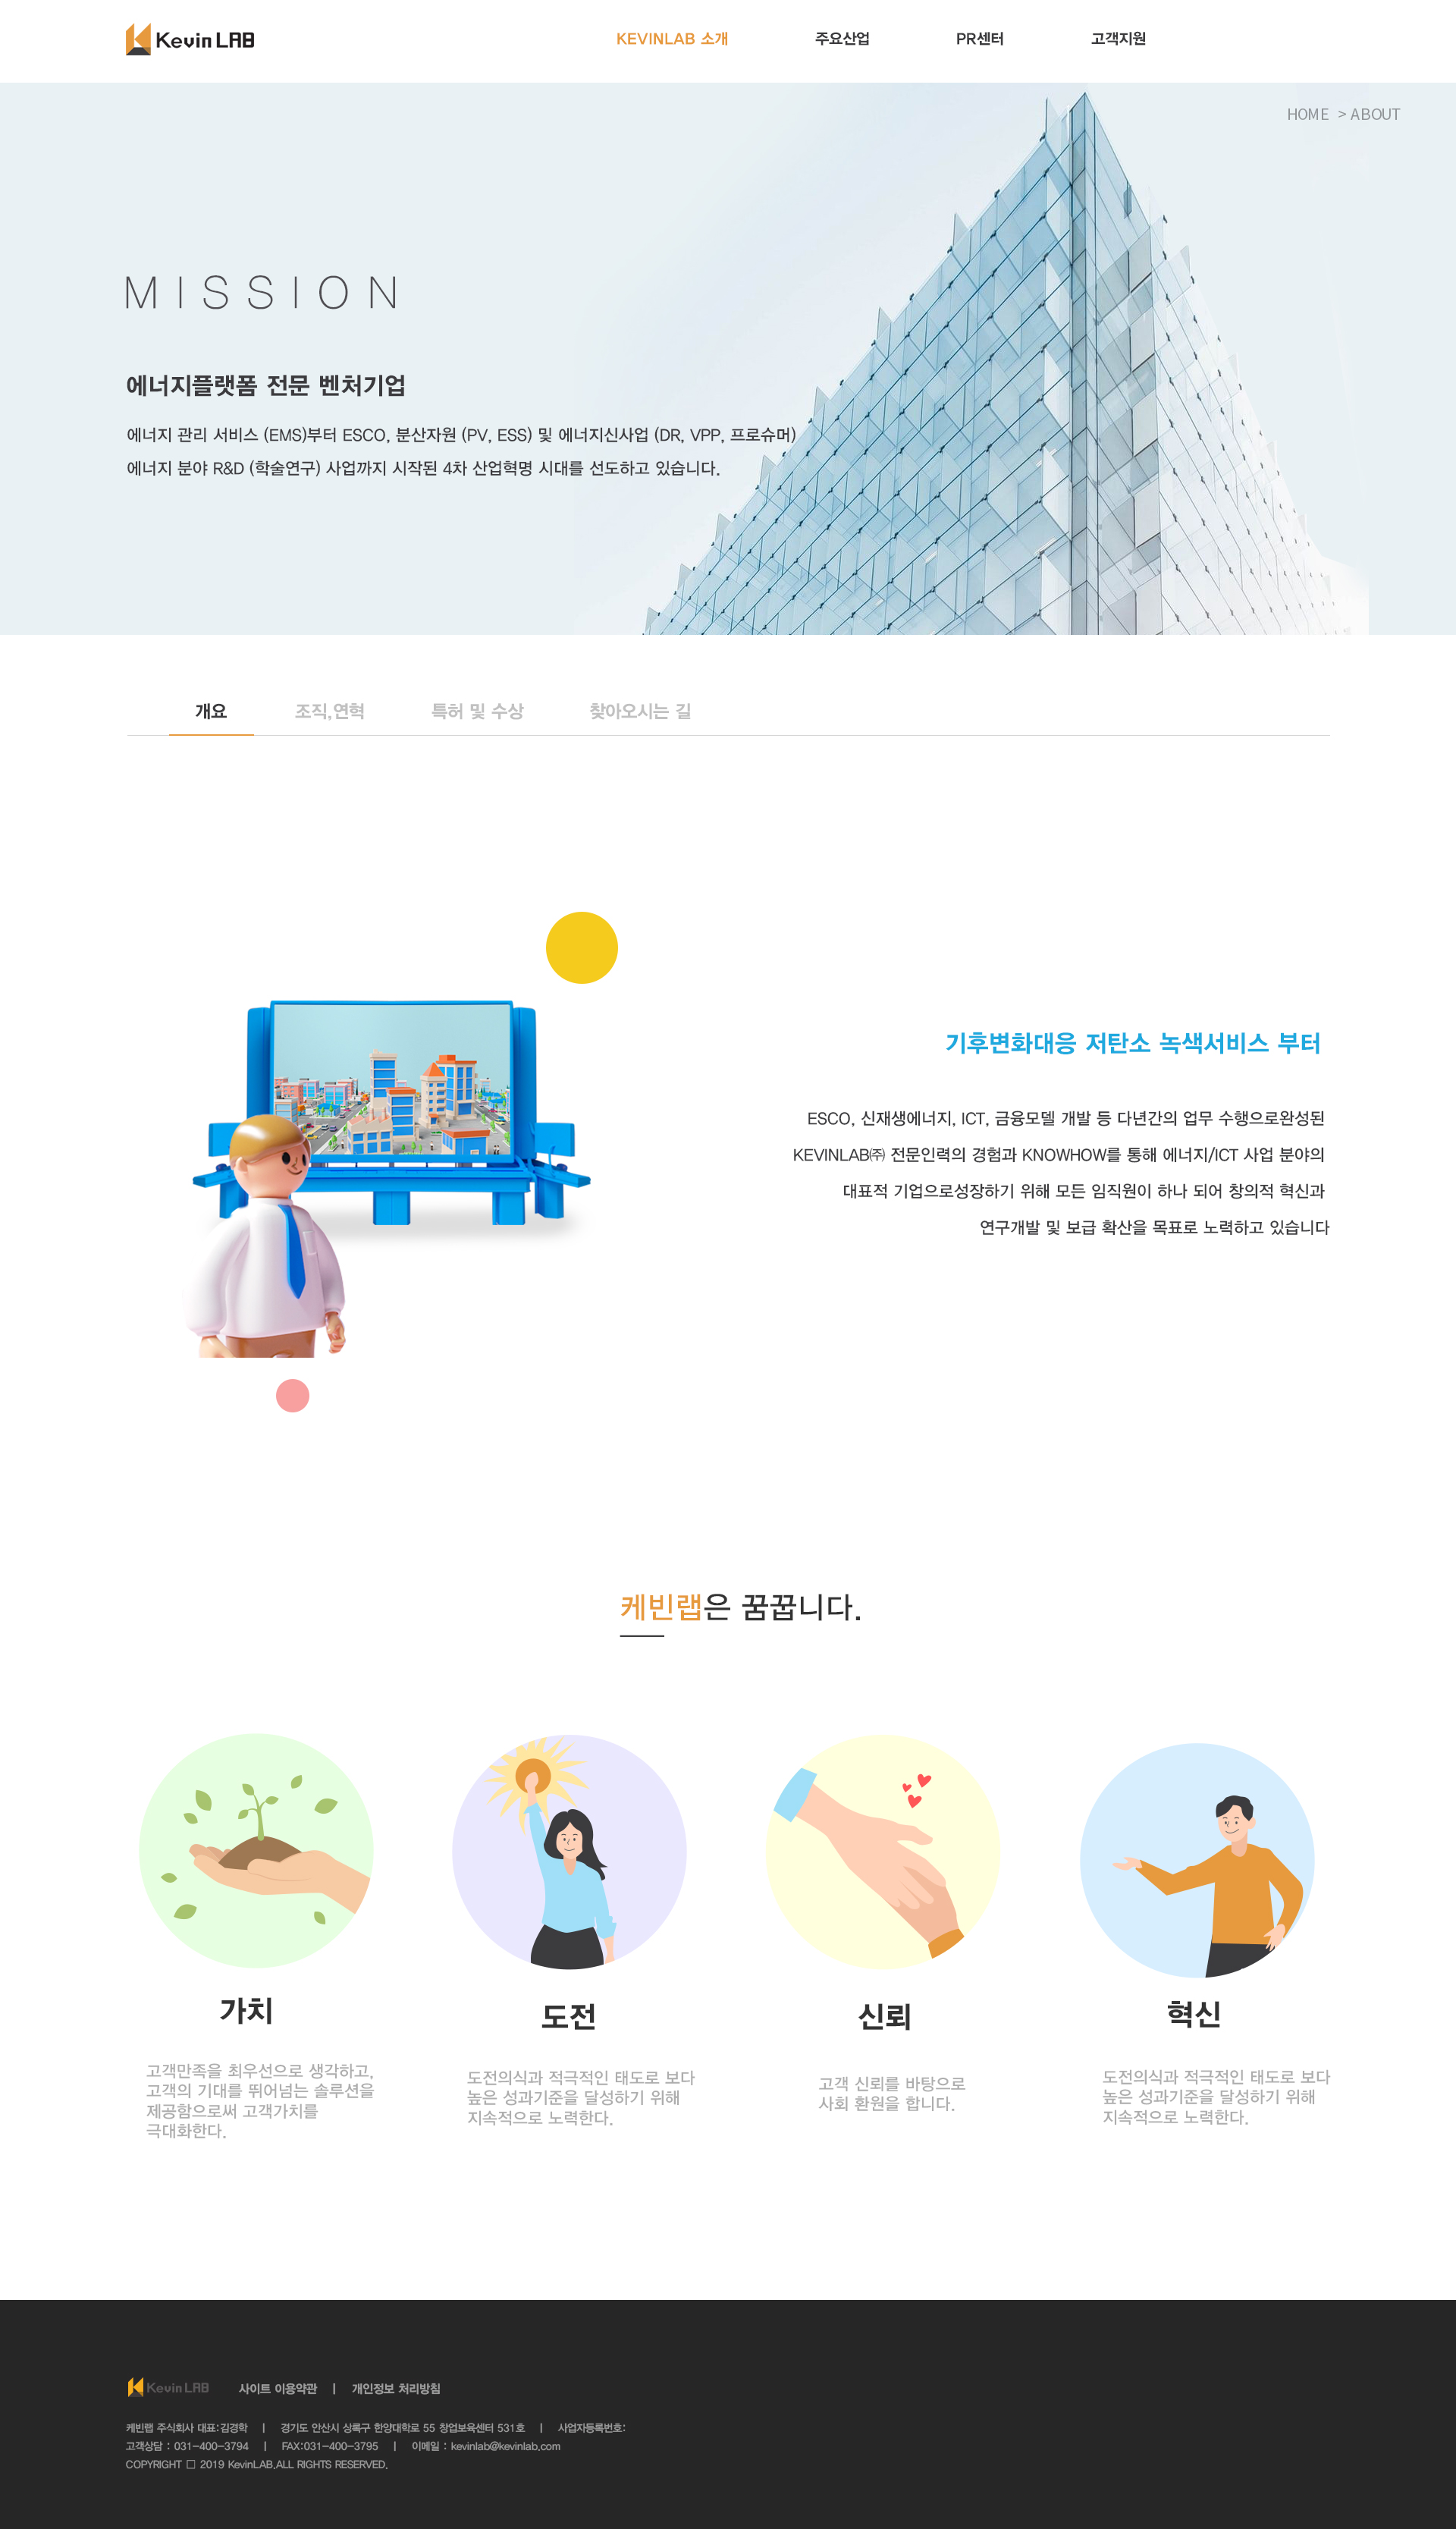 Kevin LAB
KEVINLAB 소개
주요산업
PR센터
고객지원
HOME > ABOUT
MISSION
에너지플랫폼 전문 벤처기업
에너지 관리 서비스 (EMS)부터 ESCO, 분산자원 (PV, ESS) 및 에너지신사업 (DR, VPP, 프로슈머)
에너지 분야 R&D (학술연구) 사업까지 시작된 4차 산업혁명 시대를 선도하고 있습니다.
개요
조직,연혁
특허 및 수상
찾아오시는 길
기후변화대응 저탄소 녹색서비스 부터
ESCO, 신재생에너지, ICT, 금융모델 개발 등 다년간의 업무 수행으로완성된
KEVINLAB㈜ 전문인력의 경험과 KNOWHOW를 통해 에너지/ICT 사업 분야의
대표적 기업으로성장하기 위해 모든 임직원이 하나 되어 창의적 혁신과
연구개발 및 보급 확산을 목표로 노력하고 있습니다
케빈랩은 꿈꿉니다.
가치
고객만족을 최우선으로 생각하고,
고객의 기대를 뛰어넘는 솔루션을
제공함으로써 고객가치를
극대화한다.
도전
도전의식과 적극적인 태도로 보다
높은 성과기준을 달성하기 위해
지속적으로 노력한다.
신뢰
고객 신뢰를 바탕으로
사회 환원을 합니다.
혁신
도전의식과 적극적인 태도로 보다
높은 성과기준을 달성하기 위해
지속적으로 노력한다.
Kevin LAB
사이트 이용약관 | 개인정보 처리방침
케빈랩 주식회사 대표:김경학 | 경기도 안산시 상록구 한양대학로 55 창업보육센터 531호 | 사업자등록번호:
고객상담 : 031-400-3794 | FAX:031-400-3795 | 이메일 : kevinlab@kevinlab.com
COPYRIGHT □ 2019 KevinLAB.ALL RIGHTS RESERVED.